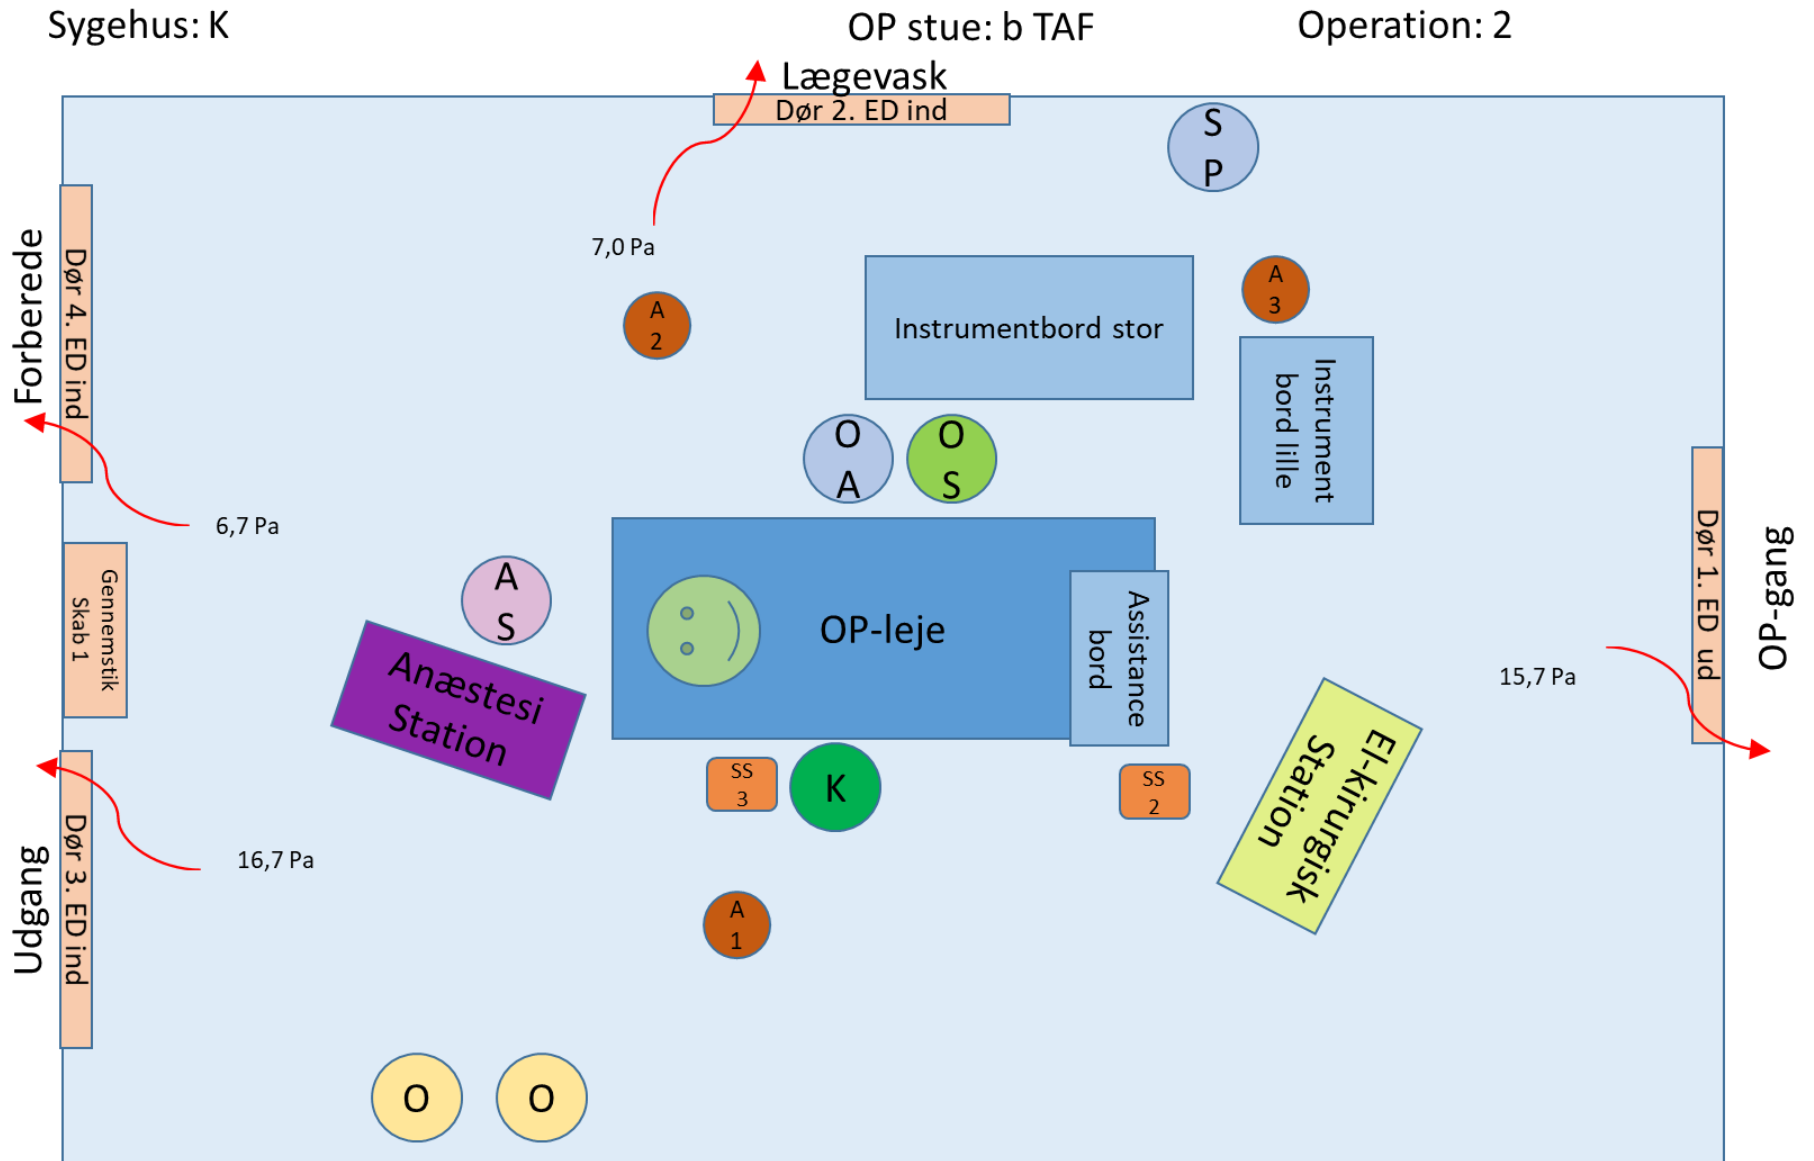 Sygehus: K
OP stue: b TAF
Operation: 2
Lægevask
Dør 2. ED ind
S
P
7,0 Pa
Forberede
Dør 4. ED ind
A
2
Instrumentbord stor
A
3
Instrument
bord lille
O
A
O
S
6,7 Pa
Gennemstik
Skab 1
A
S
Anæstesi
Station
OP-leje
Assistance
bord
Dør 1. ED ud
OP-gang
15,7 Pa
El-kirurgisk
Station
SS
3
K
SS
2
Udgang
Dør 3. ED ind
16,7 Pa
A
1
O
O